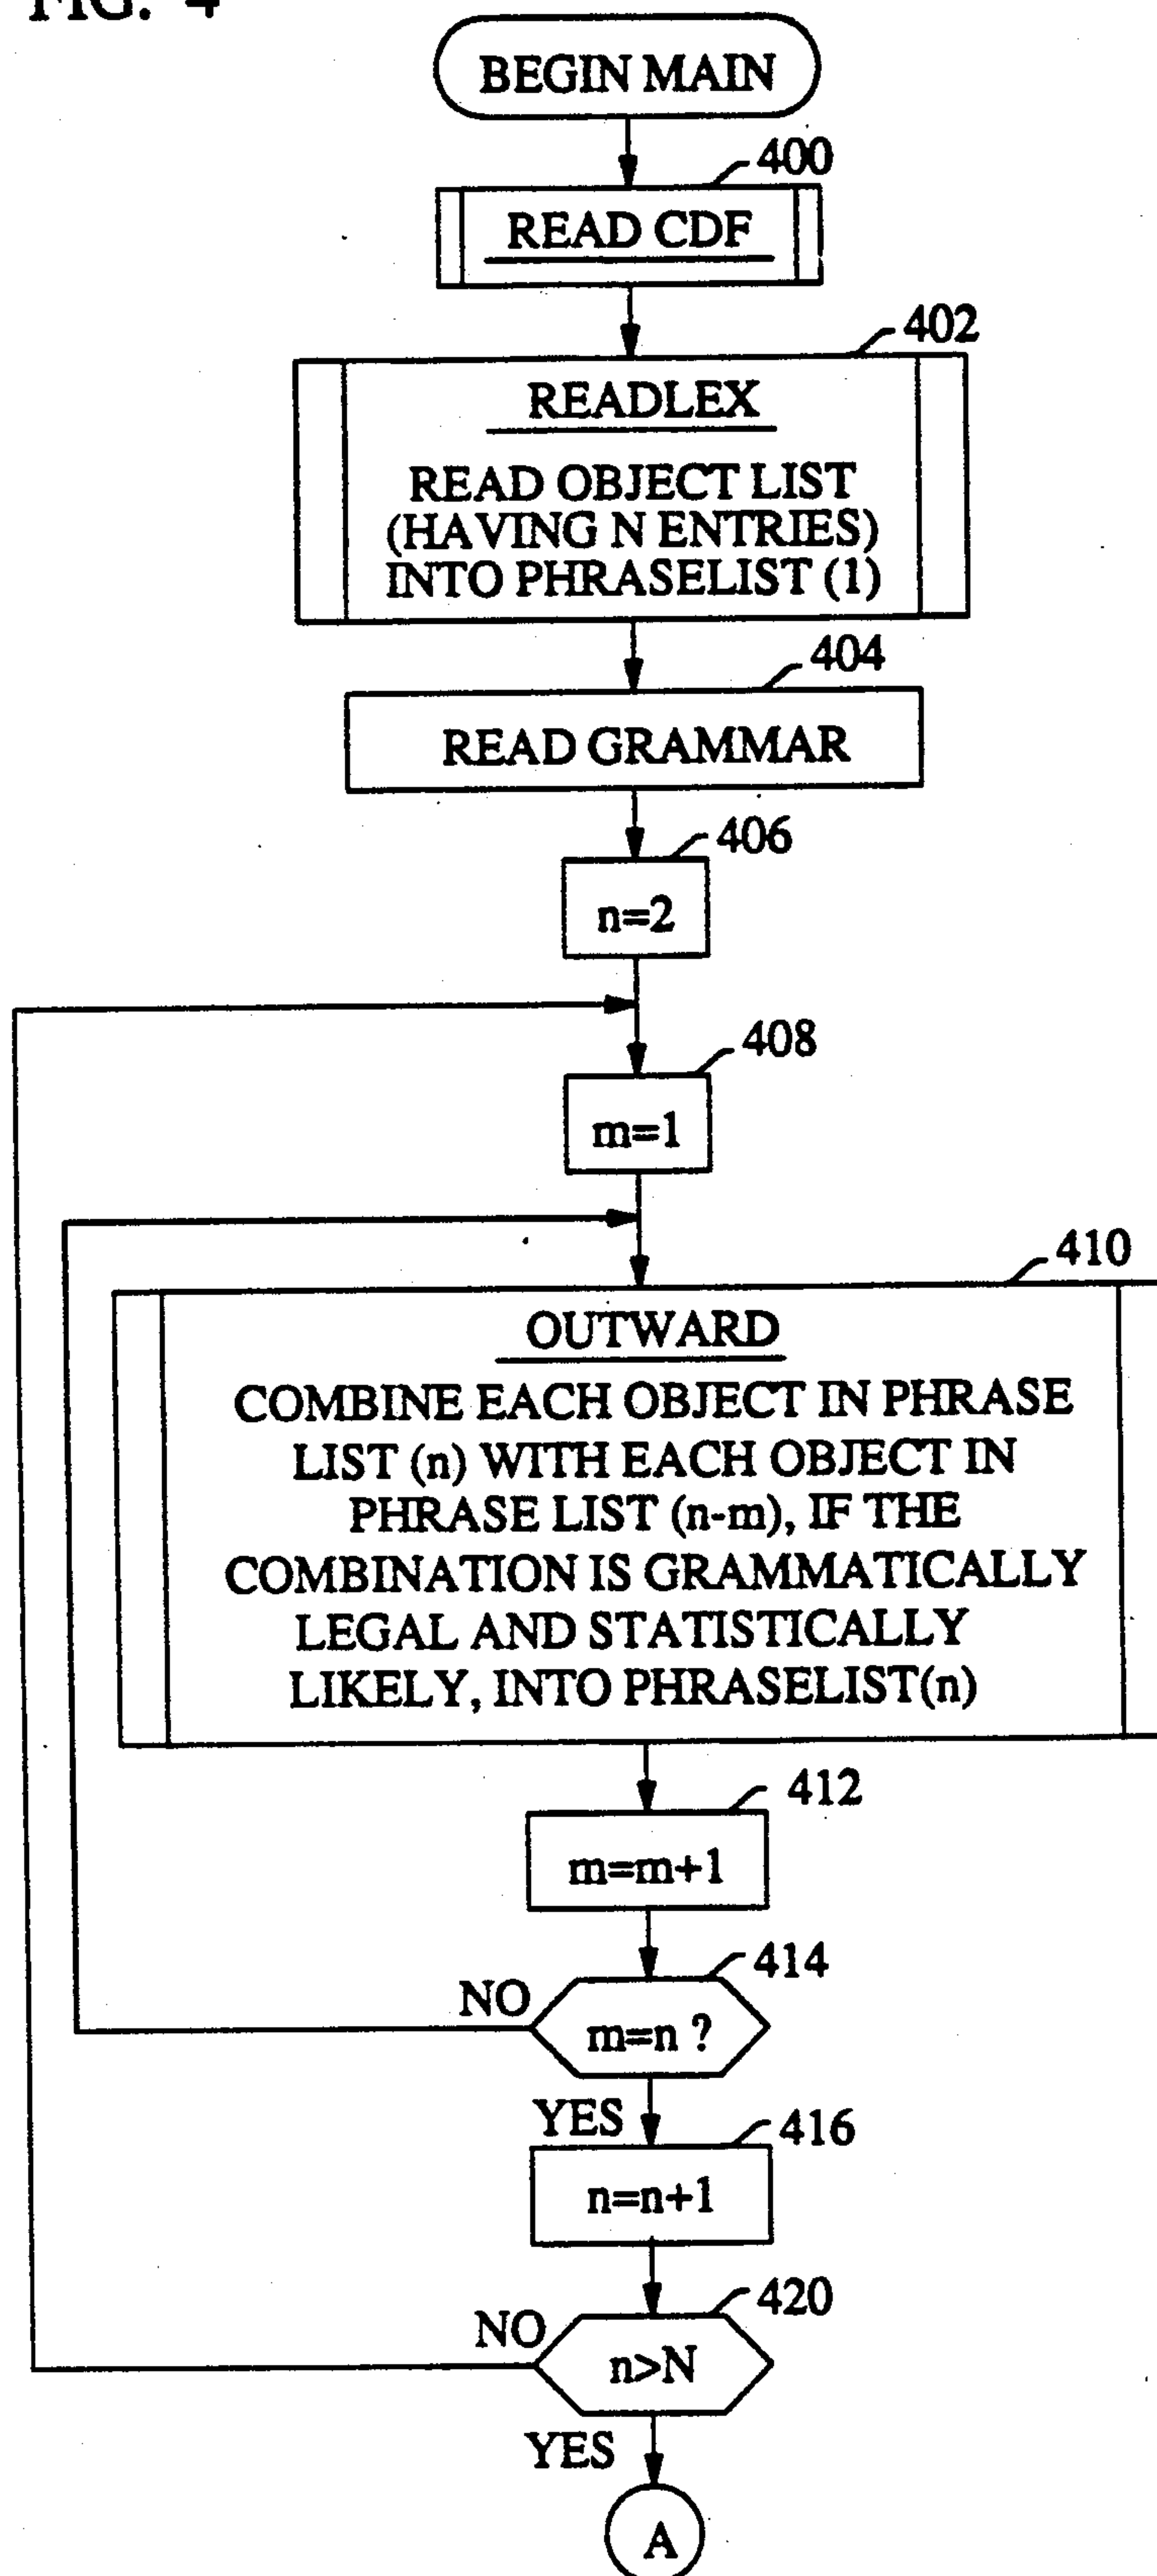 FIG. 4
BEGIN MAIN
400
READ CDF
402
READLEX
READ OBJECT LIST
(HAVING N ENTRIES)
INTO PHRASELIST (1)
404
READ GRAMMAR
406
n=2
408
m=1
410
OUTWARD
COMBINE EACH OBJECT IN PHRASE
LIST (n) WITH EACH OBJECT IN
PHRASE LIST (n-m), IF THE
COMBINATION IS GRAMMATICALLY
LEGAL AND STATISTICALLY
LIKELY, INTO PHRASELIST(n)
412
m=m+1
414
NO
m=n ?
YES
416
n=n+1
420
NO
n>N
YES
A